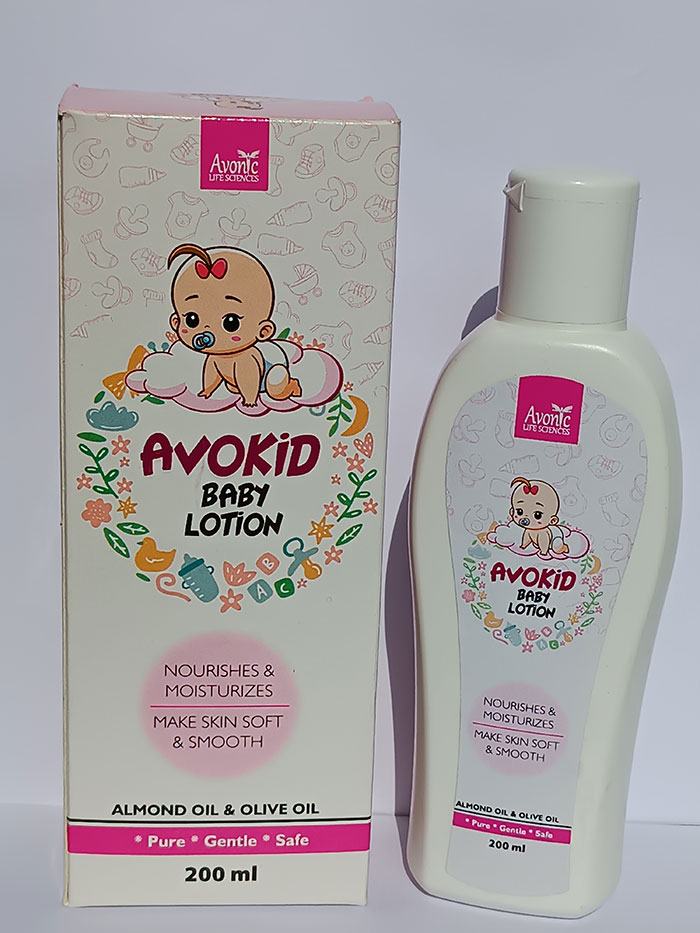 Avonic
LIFE SCIENCES
AVOKiD
BABY
LOTION
B
A C
NOURISHES &
MOISTURIZES
MAKE SKIN SOFT
& SMOOTH
ALMOND OIL & OLIVE OIL
* Pure * Gentle * Safe
200 ml
Avonic
LIFE SCIENCES
AVOKiD
BABY
LOTION
B
A C
NOURISHES &
MOISTURIZES
MAKE SKIN SOFT
& SMOOTH
ALMOND OIL & OLIVE OIL
* Pure * Gentle * Safe
200 ml